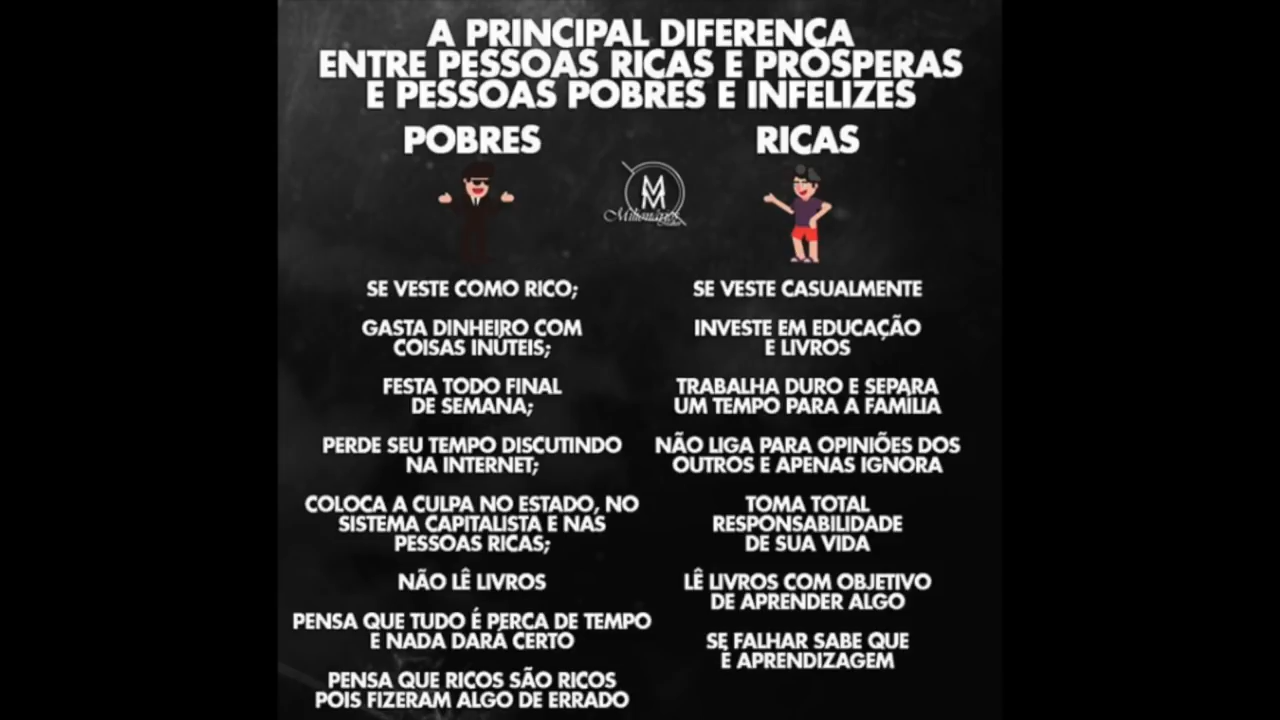 A PRINCIPAL DIFERENÇA
ENTRE PESSOAS RICAS E PRÓSPERAS
E PESSOAS POBRES E INFELIZES
POBRES
RICAS
MM
Milionários
SE VESTE COMO RICO;
GASTA DINHEIRO COM
COISAS INÚTEIS;
FESTA TODO FINAL
DE SEMANA;
PERDE SEU TEMPO DISCUTINDO
NA INTERNET;
COLOCA A CULPA NO ESTADO, NO
SISTEMA CAPITALISTA E NAS
PESSOAS RICAS;
NÃO LÊ LIVROS
PENSA QUE TUDO É PERCA DE TEMPO
E NADA DARÁ CERTO
PENSA QUE RICOS SÃO RICOS
POIS FIZERAM ALGO DE ERRADO
SE VESTE CASUALMENTE
INVESTE EM EDUCAÇÃO
E LIVROS
TRABALHA DURO E SEPARA
UM TEMPO PARA A FAMÍLIA
NÃO LIGA PARA OPINIÕES DOS
OUTROS E APENAS IGNORA
TOMA TOTAL
RESPONSABILIDADE
DE SUA VIDA
LÊ LIVROS COM OBJETIVO
DE APRENDER ALGO
SE FALHAR SABE QUE
É APRENDIZAGEM